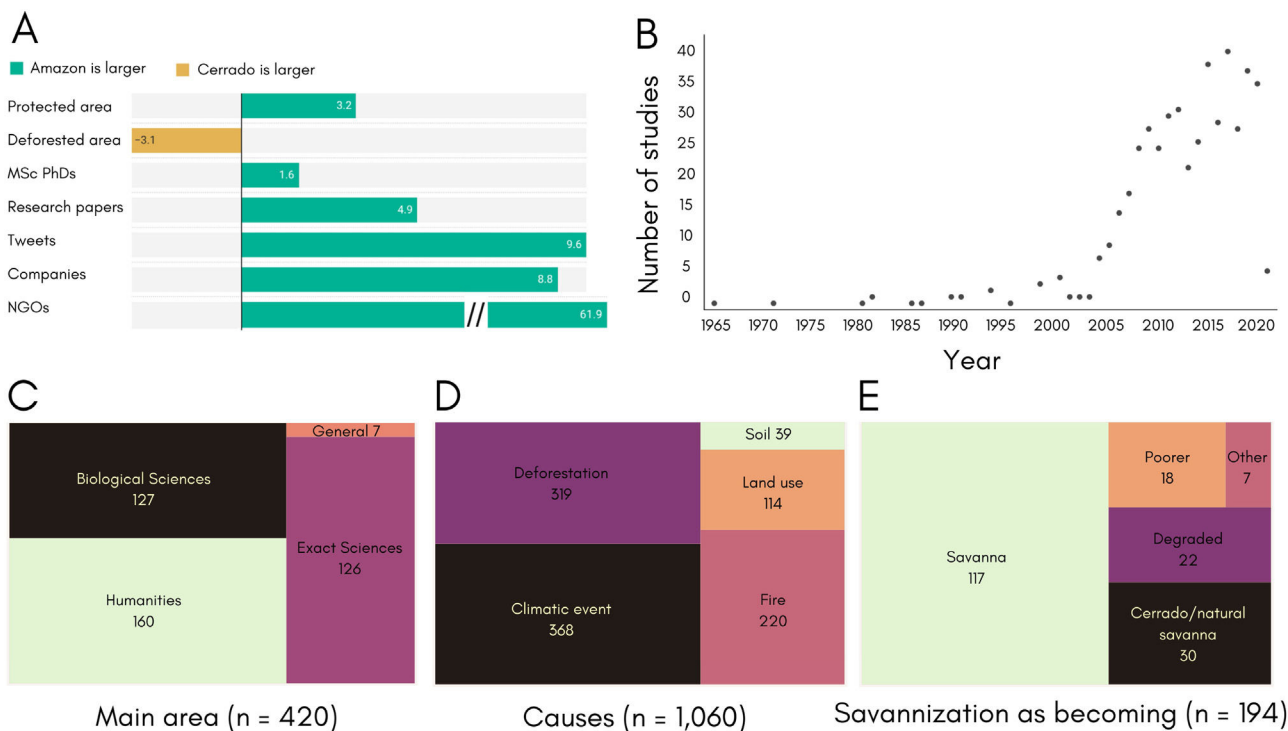 A
Amazon is larger
Cerrado is larger
Protected area
3.2
Deforested area
−3.1
MSc PhDs
1.6
Research papers
4.9
Tweets
9.6
Companies
8.8
NGOs
//
61.9
B
Number of studies
40
35
30
25
20
15
10
5
0
1965 1970 1975 1980 1985 1990 1995 2000 2005 2010 2015 2020
Year
C
Biological Sciences
127
Humanities
160
General 7
Exact Sciences
126
Main area (n = 420)
D
Deforestation
319
Climatic event
368
Soil 39
Land use
114
Fire
220
Causes (n = 1,060)
E
Savanna
117
Poorer
18
Other
7
Degraded
22
Cerrado/natural
savanna
30
Savannization as becoming (n = 194)